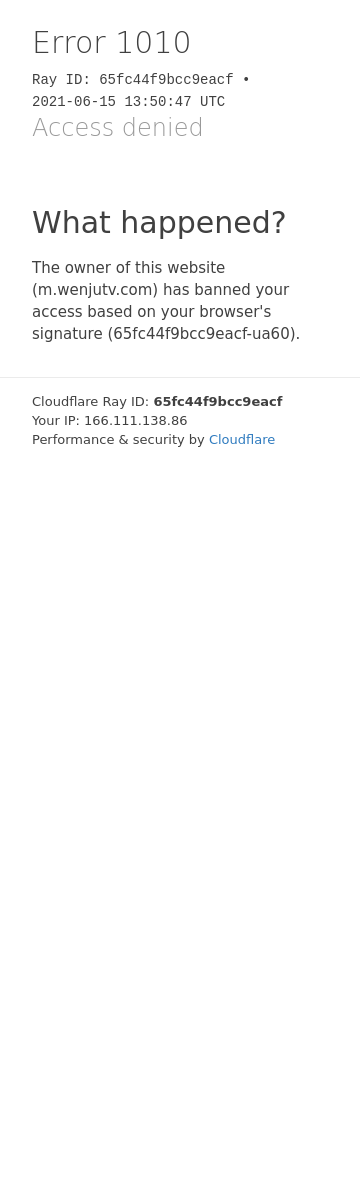 Error 1010
Ray ID: 65fc44f9bcc9eacf •
2021-06-15 13:50:47 UTC
Access denied
What happened?
The owner of this website
(m.wenjutv.com) has banned your
access based on your browser's
signature (65fc44f9bcc9eacf-ua60).
Cloudflare Ray ID: 65fc44f9bcc9eacf
Your IP: 166.111.138.86
Performance & security by Cloudflare